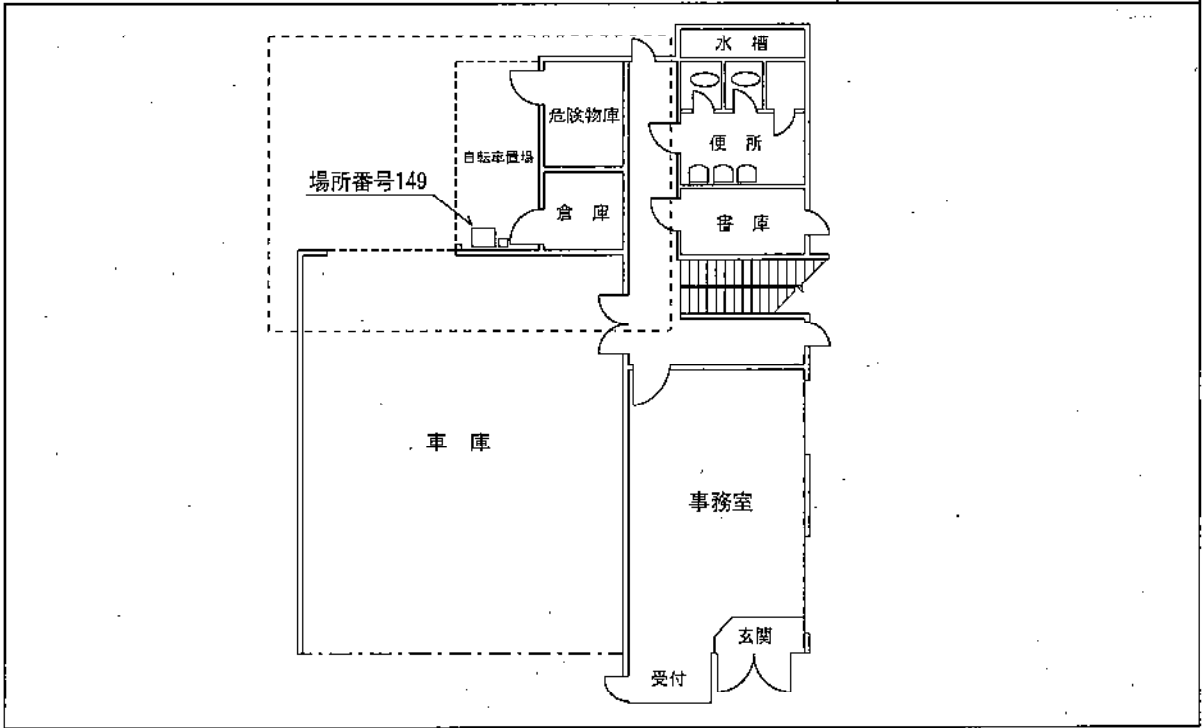 水 槽
危険物庫
便 所
自転車置場
場所番号149
倉 庫
書 庫
車 庫
事務室
玄関
受付